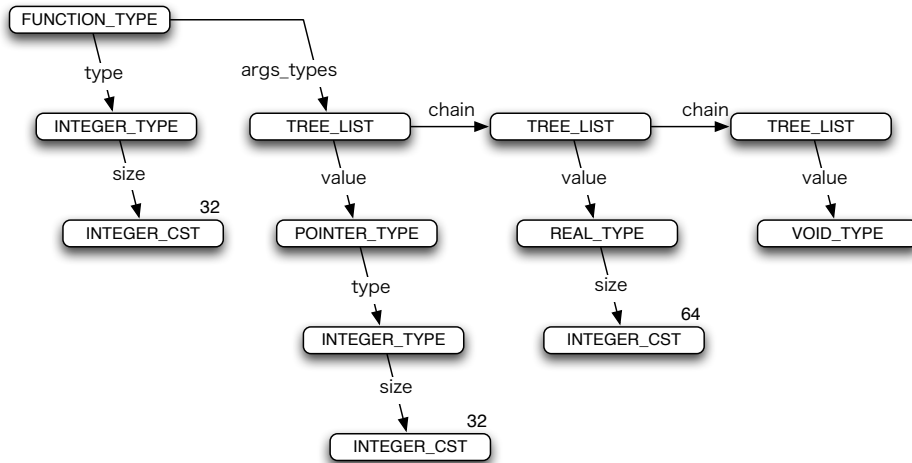 FUNCTION_TYPE
type
args_types
chain
chain
INTEGER_TYPE
TREE_LIST
TREE_LIST
TREE_LIST
size
value
value
value
32
INTEGER_CST
POINTER_TYPE
REAL_TYPE
VOID_TYPE
type
size
64
INTEGER_TYPE
INTEGER_CST
size
32
INTEGER_CST